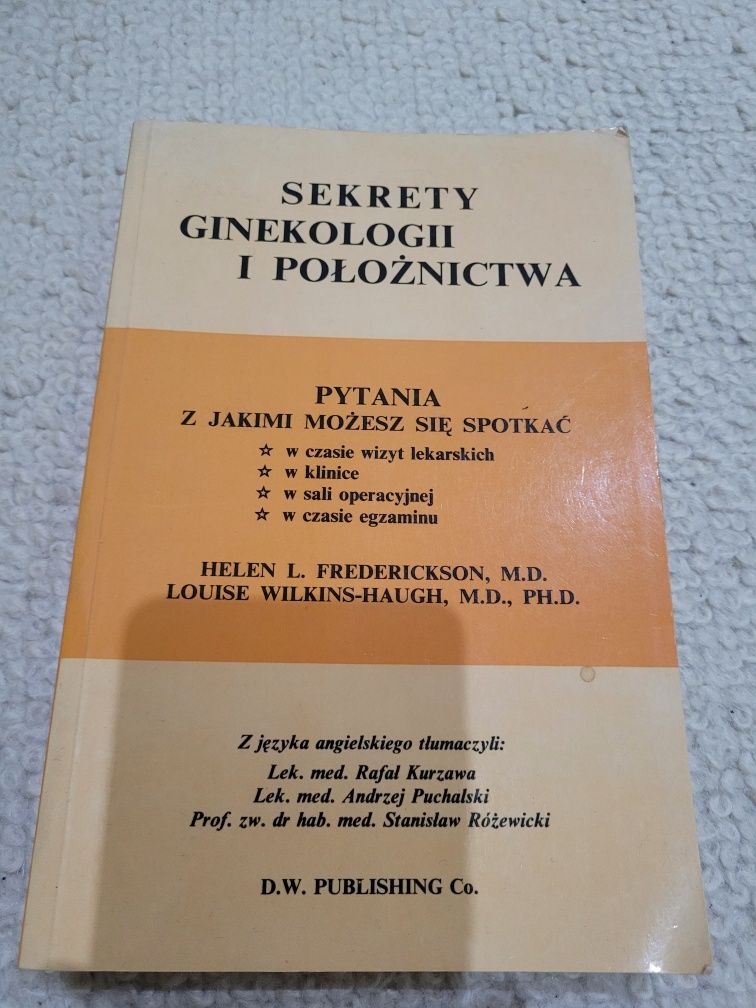 SEKRETY
GINEKOLOGII
I POŁOŻNICTWA
PYTANIA
Z JAKIMI MOŻESZ SIĘ SPOTKAĆ
☆ w czasie wizyt lekarskich
☆ w klinice
☆ w sali operacyjnej
☆ w czasie egzaminu
HELEN L. FREDERICKSON, M.D.
LOUISE WILKINS-HAUGH, M.D., PH.D.
Z języka angielskiego tłumaczyli:
Lek. med. Rafał Kurzawa
Lek. med. Andrzej Puchalski
Prof. zw. dr hab. med. Stanisław Różewicki
D.W. PUBLISHING Co.